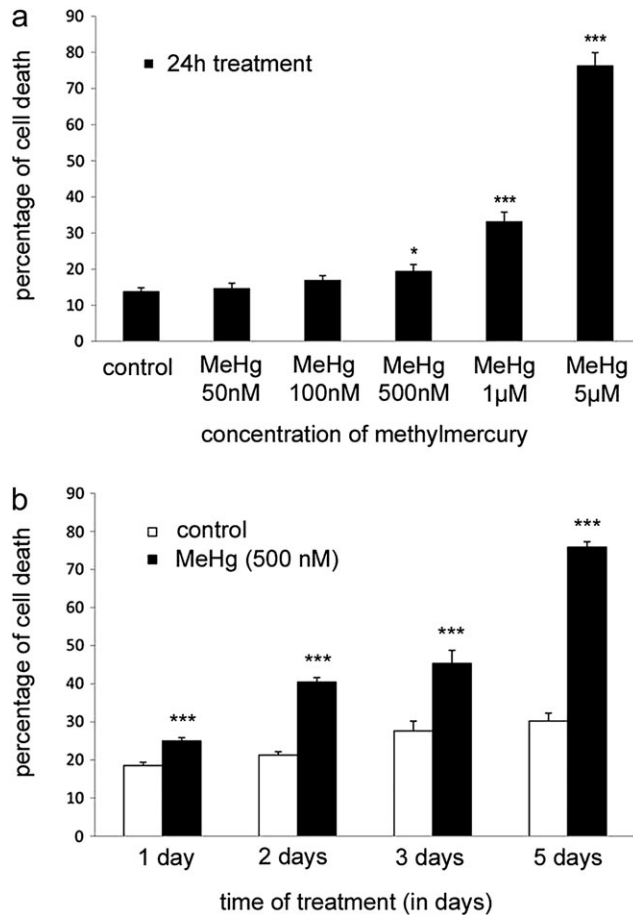 a
percentage of cell death
90
80
70
60
50
40
30
20
10
0
24h treatment
***
***
*
control
MeHg 50nM
MeHg 100nM
MeHg 500nM
MeHg 1µM
MeHg 5µM
concentration of methylmercury
b
percentage of cell death
90
80
70
60
50
40
30
20
10
0
control
MeHg (500 nM)
***
***
***
***
1 day
2 days
3 days
5 days
time of treatment (in days)